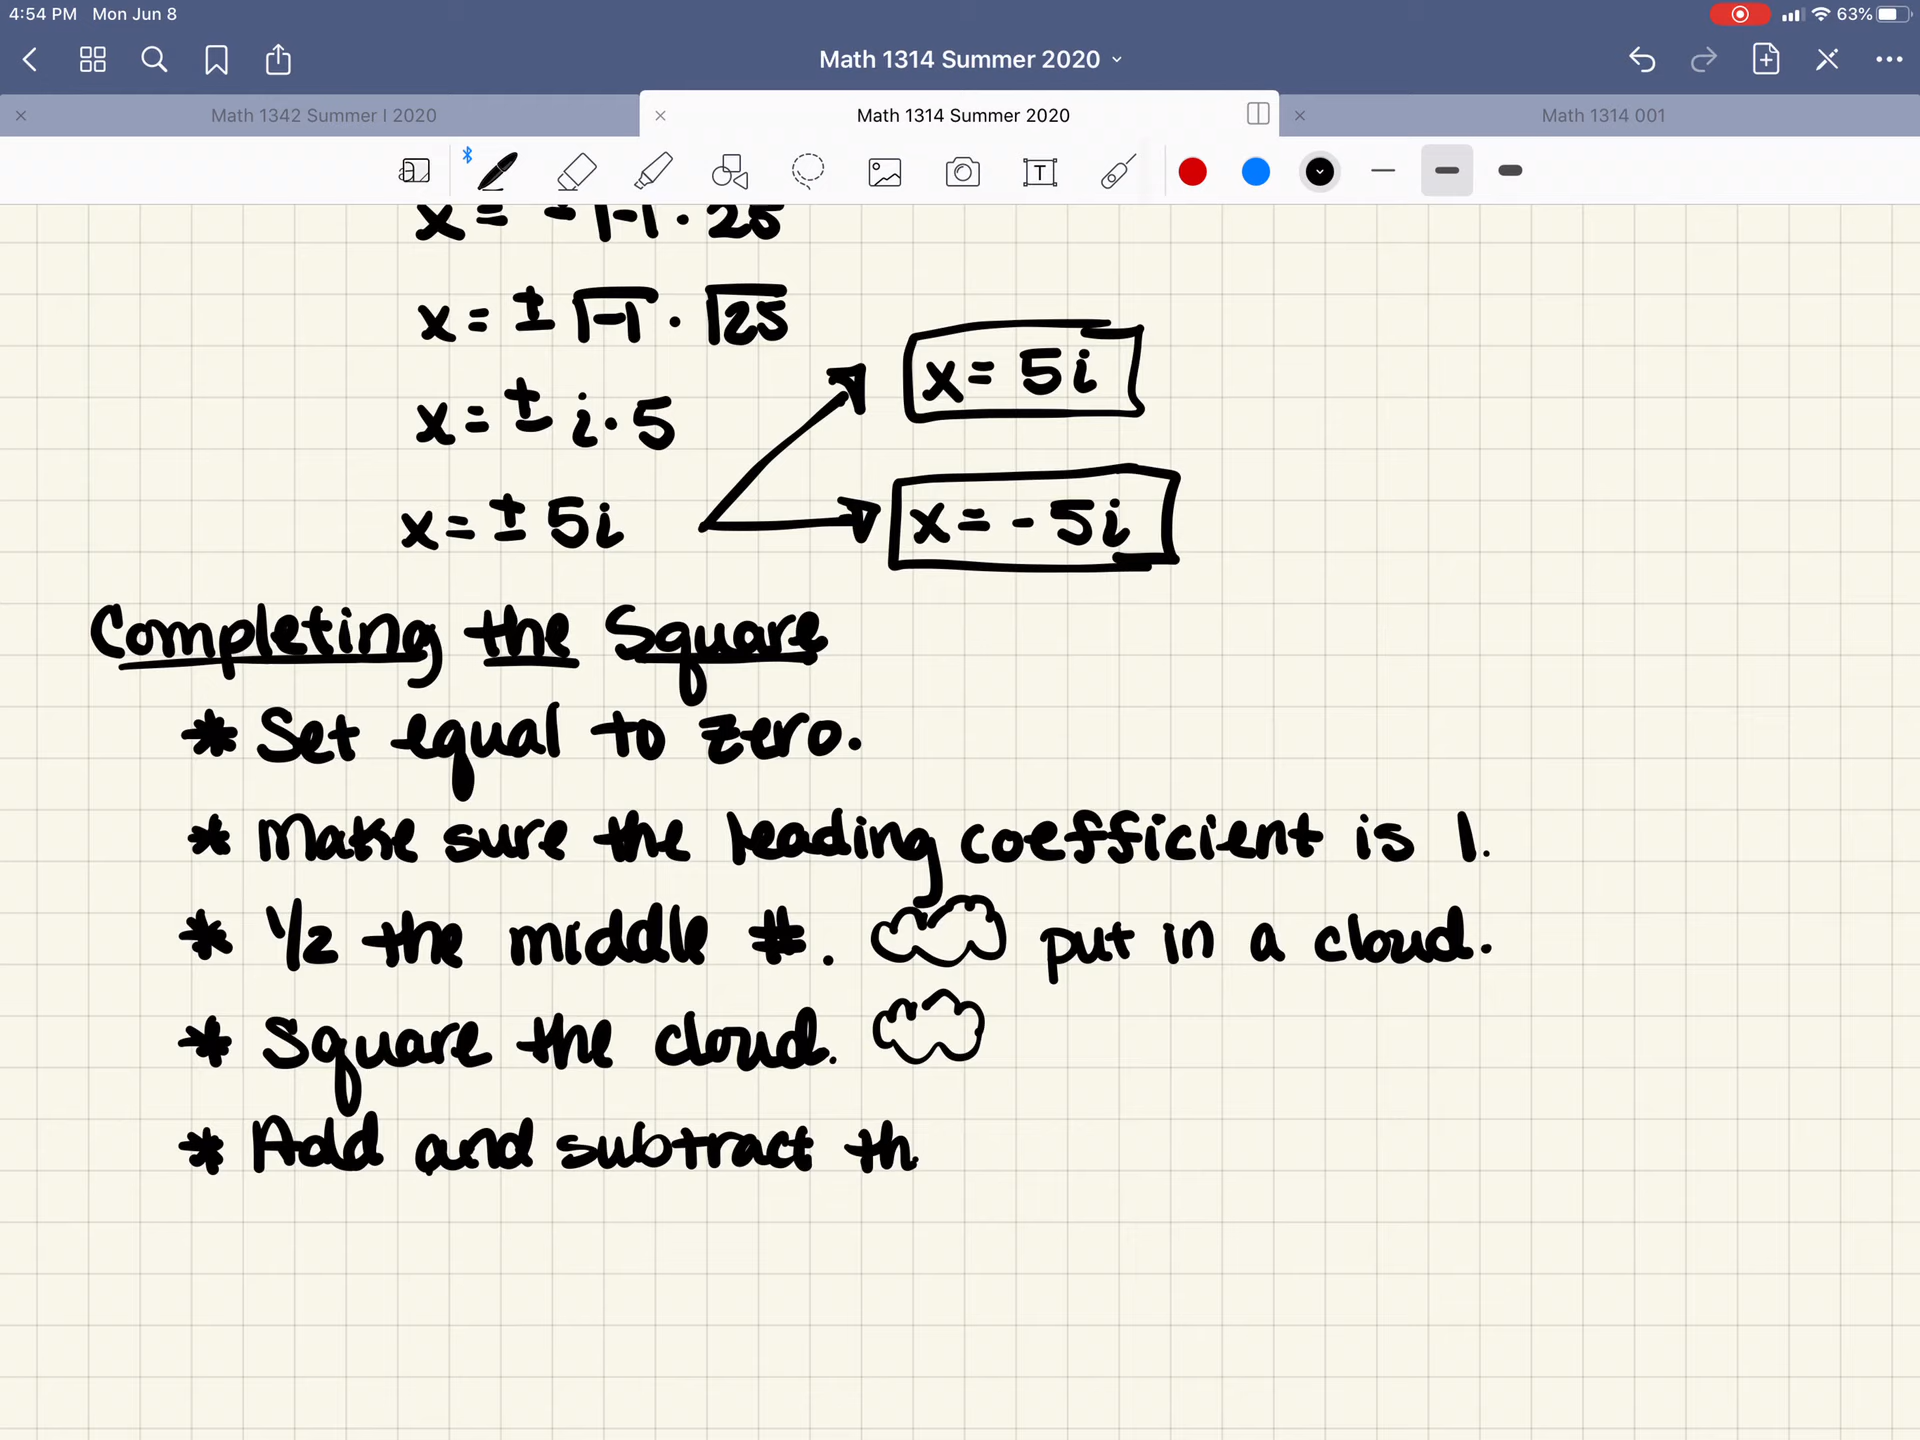 4:54 PM Mon Jun 8
63%
Math 1314 Summer 2020
Math 1342 Summer I 2020
Math 1314 Summer 2020
Math 1314 001
x = ± √-1 · 25
x = ± √-1 · √25
x = 5i
x = ± i · 5
x = ± 5i
x = - 5i
Completing the Square
* Set equal to zero.
* Make sure the leading coefficient is 1.
* 1/2 the middle #. put in a cloud.
* Square the cloud.
* Add and subtract th